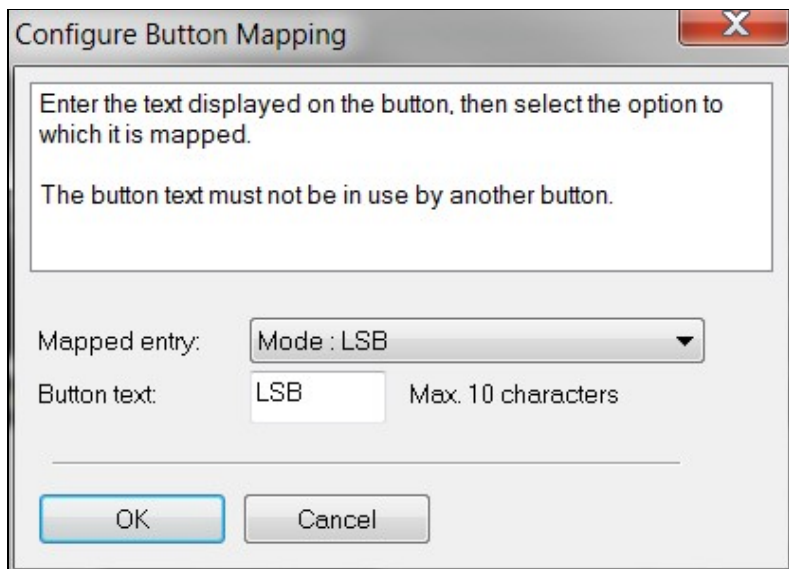 Configure Button Mapping
Enter the text displayed on the button, then select the option to
which it is mapped.
The button text must not be in use by another button.
Mapped entry: Mode : LSB
Button text: LSB Max. 10 characters
OK Cancel